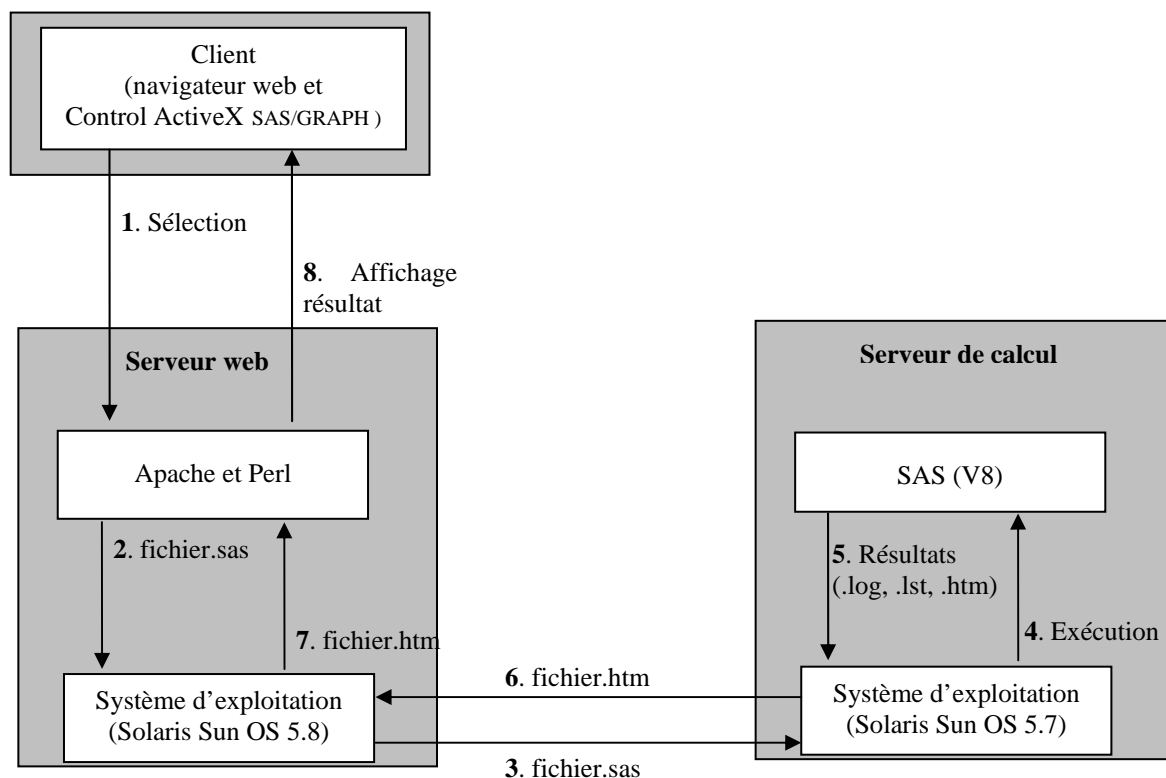 Client
(navigateur web et
Control ActiveX SAS/GRAPH )
1. Sélection
8. Affichage
résultat
Serveur web
Serveur de calcul
Apache et Perl
SAS (V8)
2. fichier.sas
5. Résultats
(.log, .lst, .htm)
7. fichier.htm
4. Exécution
6. fichier.htm
Système d’exploitation
(Solaris Sun OS 5.8)
Système d’exploitation
(Solaris Sun OS 5.7)
3. fichier.sas